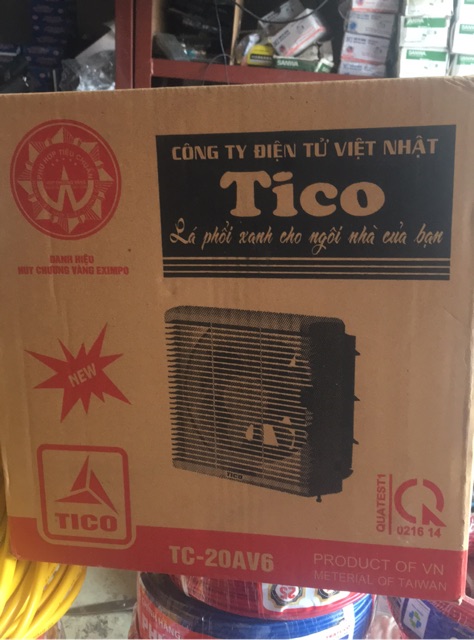 CÔNG TY ĐIỆN TỬ VIỆT NHẬT
Tico
Lá phổi xanh cho ngôi nhà của bạn
DANH HIỆU
HUY CHƯƠNG VÀNG EXIMPO
NEW
TICO
TICO
QUATEST1
0216 14
TC-20AV6
PRODUCT OF VN
METERIAL OF TAIWAN